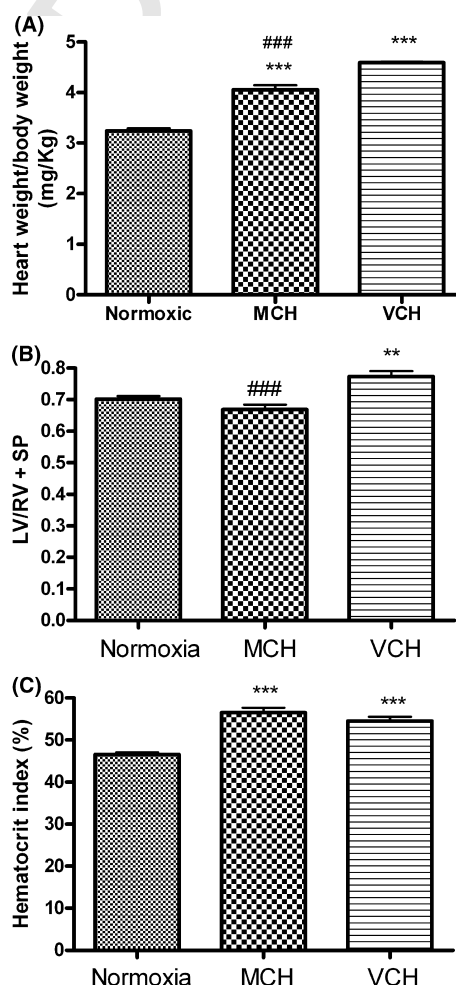 (A)
Heart weight/body weight
(mg/Kg)
5
4
3
2
1
0
###
***
***
Normoxic MCH VCH
(B)
LV/RV + SP
0.8
0.7
0.6
0.5
0.4
0.3
0.2
0.1
0.0
###
**
Normoxia MCH VCH
(C)
Hematocrit index (%)
60
50
40
30
20
10
0
***
***
Normoxia MCH VCH